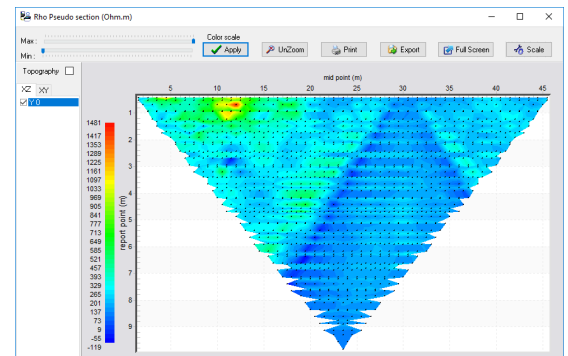 Rho Pseudo section (Ohm.m)
Max :
Min :
Color scale
Apply
UnZoom
Print
Export
Full Screen
Scale
Topography
XZ XY
Y 0
mid point (m)
5 10 15 20 25 30 35 40 45
report point (m)
1
2
3
4
5
6
7
8
9
1481
1417
1353
1289
1225
1161
1097
1033
969
905
841
777
713
649
585
521
457
393
329
265
201
137
73
9
-55
-119